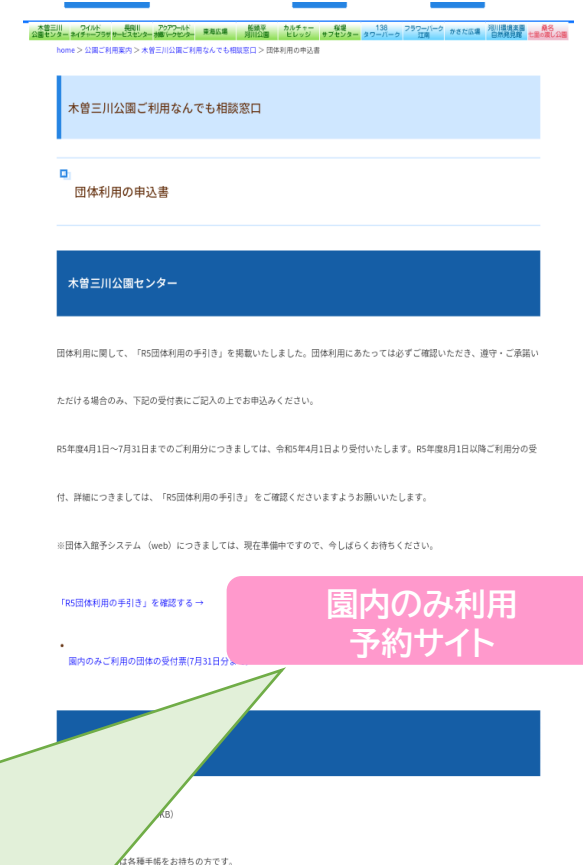 木曽三川
公園センター
ワイルド
ネイチャープラザ
長良川
サービスセンター
アクアワールド
水郷パークセンター
東海広場
船頭平
河川公園
カルチャー
ビレッジ
桜堤
サブセンター
138
タワーパーク
フラワーパーク
江南
かさだ広場
河川環境楽園
自然発見館
桑名
七里の渡し公園
home > 公園ご利用案内 > 木曽三川公園ご利用なんでも相談窓口 > 団体利用の申込書
木曽三川公園ご利用なんでも相談窓口
団体利用の申込書
木曽三川公園センター
団体利用に関して、「R5団体利用の手引き」を掲載いたしました。団体利用にあたっては必ずご確認いただき、遵守・ご承諾い
ただける場合のみ、下記の受付表にご記入の上でお申込みください。
R5年度4月1日～7月31日までのご利用分につきましては、令和5年4月1日より受付いたします。R5年度8月1日以降ご利用分の受
付、詳細につきましては、「R5団体利用の手引き」 をご確認くださいますようお願いいたします。
※団体入館予システム （web）につきましては、現在準備中ですので、今しばらくお待ちください。
「R5団体利用の手引き」を確認する →
園内のみ利用
予約サイト
園内のみご利用の団体の受付票(7月31日分ま
KB)
は各種手帳をお持ちの方です。